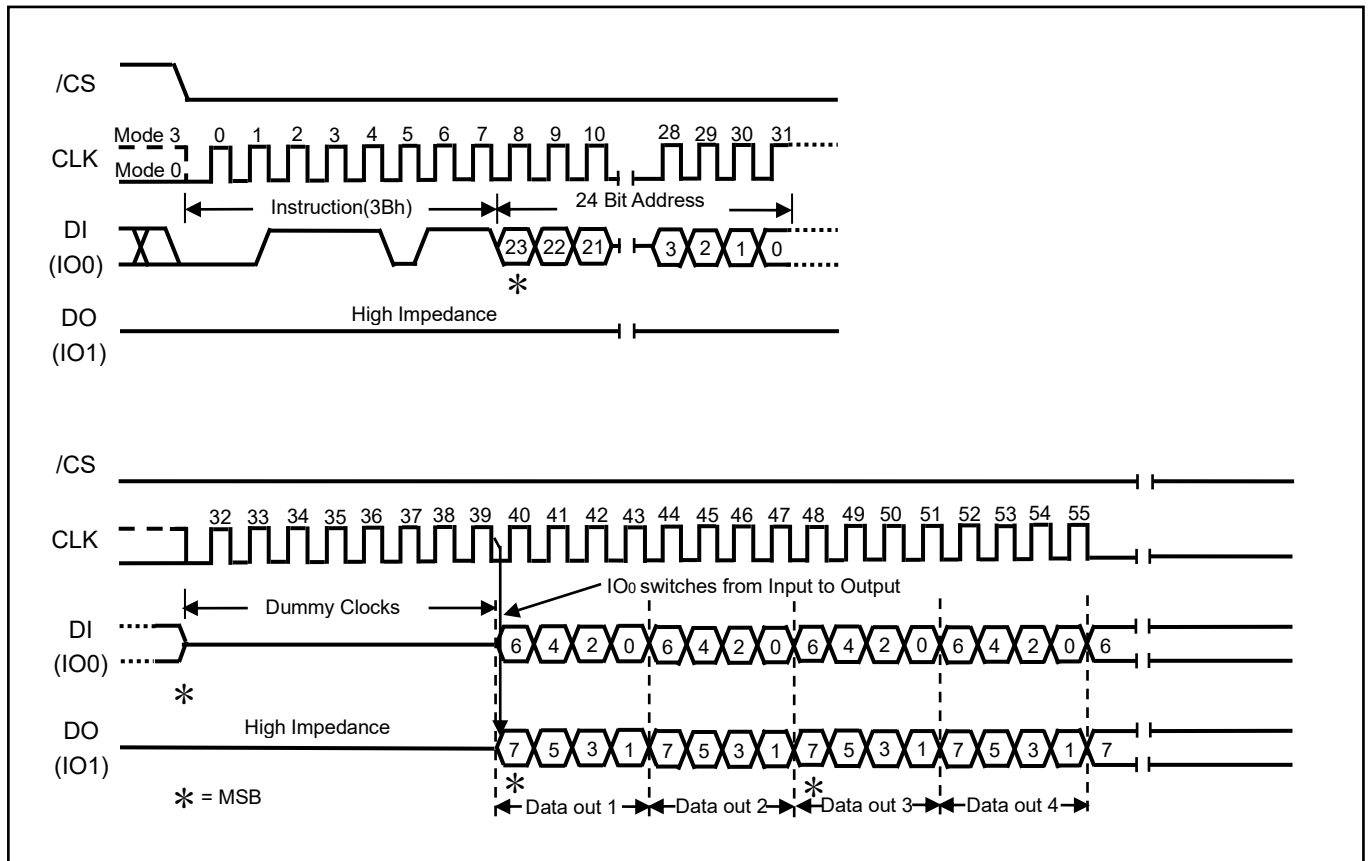 /CS
Mode 3 0 1 2 3 4 5 6 7 8 9 10 28 29 30 31
CLK
Mode 0
Instruction(3Bh) 24 Bit Address
DI
(IO0)
23 22 21 3 2 1 0
*
DO
(IO1)
High Impedance
/CS
32 33 34 35 36 37 38 39 40 41 42 43 44 45 46 47 48 49 50 51 52 53 54 55
CLK
IO0 switches from Input to Output
Dummy Clocks
DI
(IO0)
6 4 2 0 6 4 2 0 6 4 2 0 6 4 2 0 6
*
DO
(IO1)
High Impedance
7 5 3 1 7 5 3 1 7 5 3 1 7 5 3 1 7
* *
* = MSB
Data out 1 Data out 2 Data out 3 Data out 4